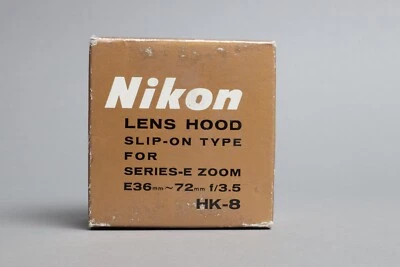 Nikon
LENS HOOD
SLIP-ON TYPE
FOR
SERIES-E ZOOM
E36mm~72mm f/3.5
HK-8